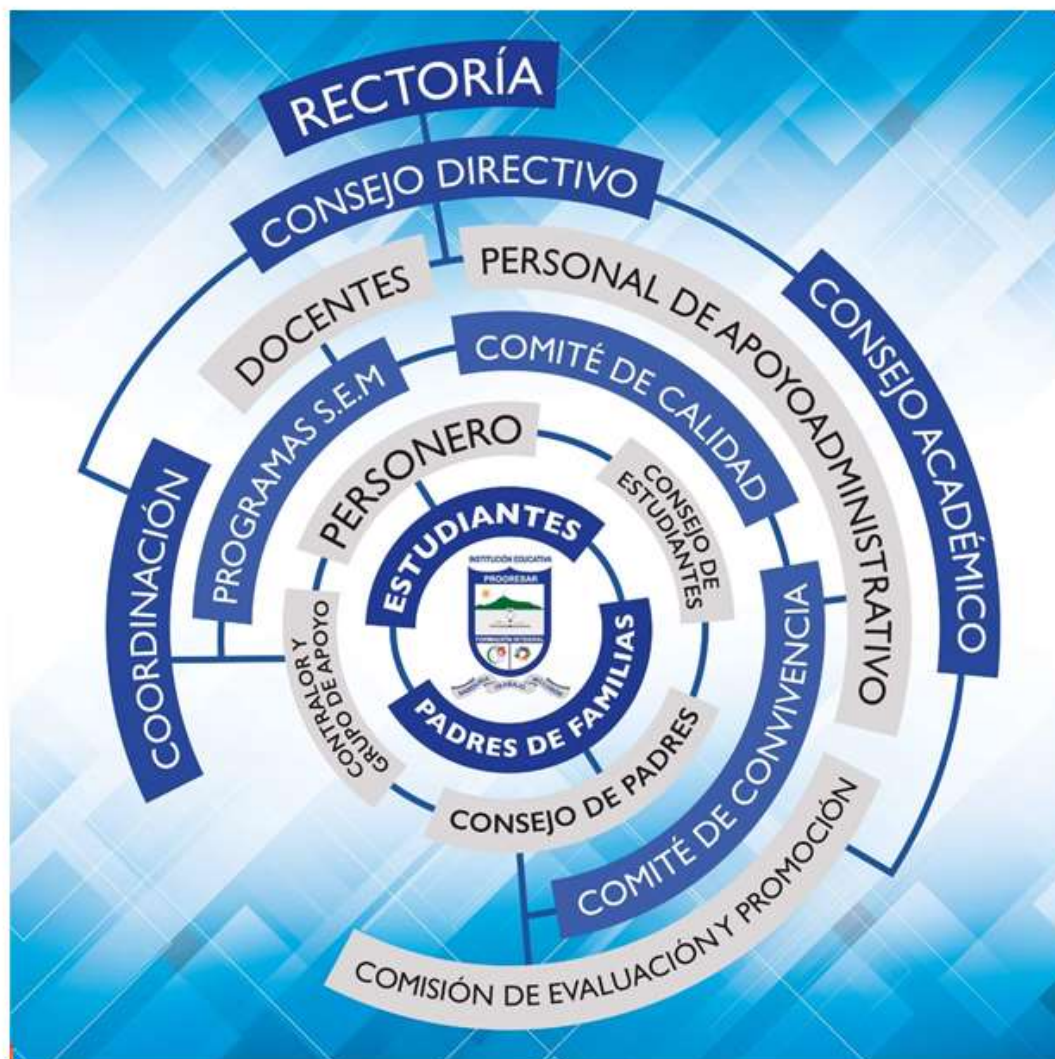 RECTORÍA
CONSEJO DIRECTIVO
DOCENTES
PERSONAL DE APOYOADMINISTRATIVO
CONSEJO ACADÉMICO
PROGRAMAS S.E.M
COMITÉ DE CALIDAD
COORDINACIÓN
PERSONERO
CONSEJO DE
ESTUDIANTES
ESTUDIANTES
INSTITUCIÓN EDUCATIVA
PROGRESAR
FORMACIÓN INTEGRAL
PADRES DE FAMILIAS
CONTRALOR Y
GRUPO DE APOYO
CONSEJO DE PADRES
COMITÉ DE CONVIVENCIA
COMISIÓN DE EVALUACIÓN Y PROMOCIÓN